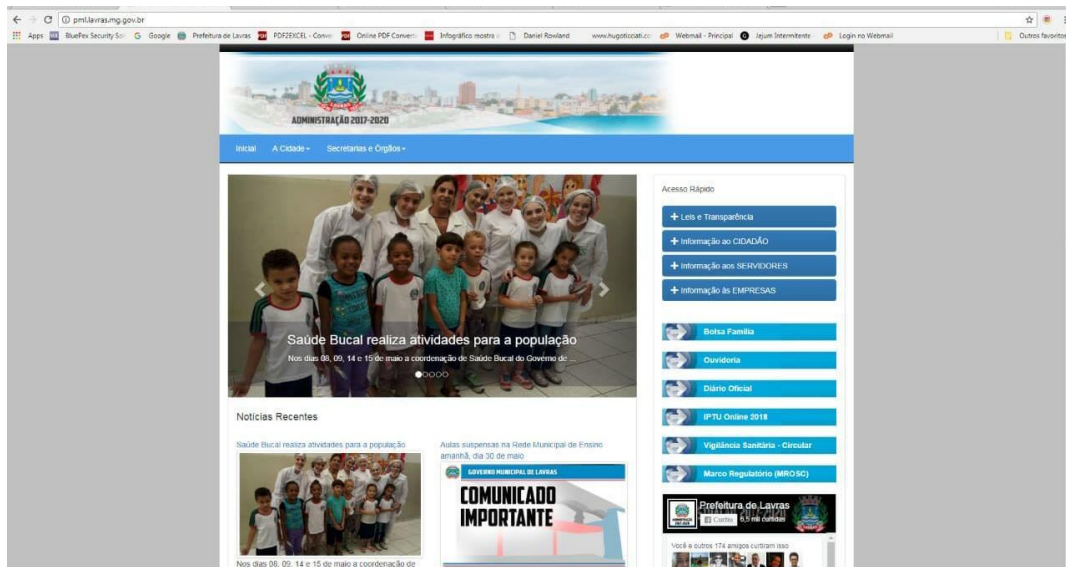 pml.lavras.mg.gov.br
Apps BluePex Security Sol Google Prefeitura de Lavras PDF2EXCEL - Conver Online PDF Converte Infográfico mostra o Daniel Rowland www.hugoticoati.cc Webmail - Principal Jejum Intermitente - Login no Webmail Outros favoritos
ADMINISTRAÇÃO 2017-2020
Inicial A Cidade Secretarias e Órgãos
Saúde Bucal realiza atividades para a população
Nos dias 08, 09, 14 e 15 de maio a coordenação de Saúde Bucal do Governo de ...
Notícias Recentes
Saúde Bucal realiza atividades para a população
Nos dias 08, 09, 14 e 15 de maio a coordenação de
Aulas suspensas na Rede Municipal de Ensino
amanhã, dia 30 de maio
GOVERNO MUNICIPAL DE LAVRAS
COMUNICADO
IMPORTANTE
Acesso Rápido
+ Leis e Transparência
+ Informação ao CIDADÃO
+ Informação aos SERVIDORES
+ Informação às EMPRESAS
Bolsa Família
Ouvidoria
Diário Oficial
IPTU Online 2018
Vigilância Sanitária - Circular
Marco Regulatório (MROSC)
Prefeitura de Lavras
Curtiu 6,5 mil curtidas
Você e outros 174 amigos curtiram isso